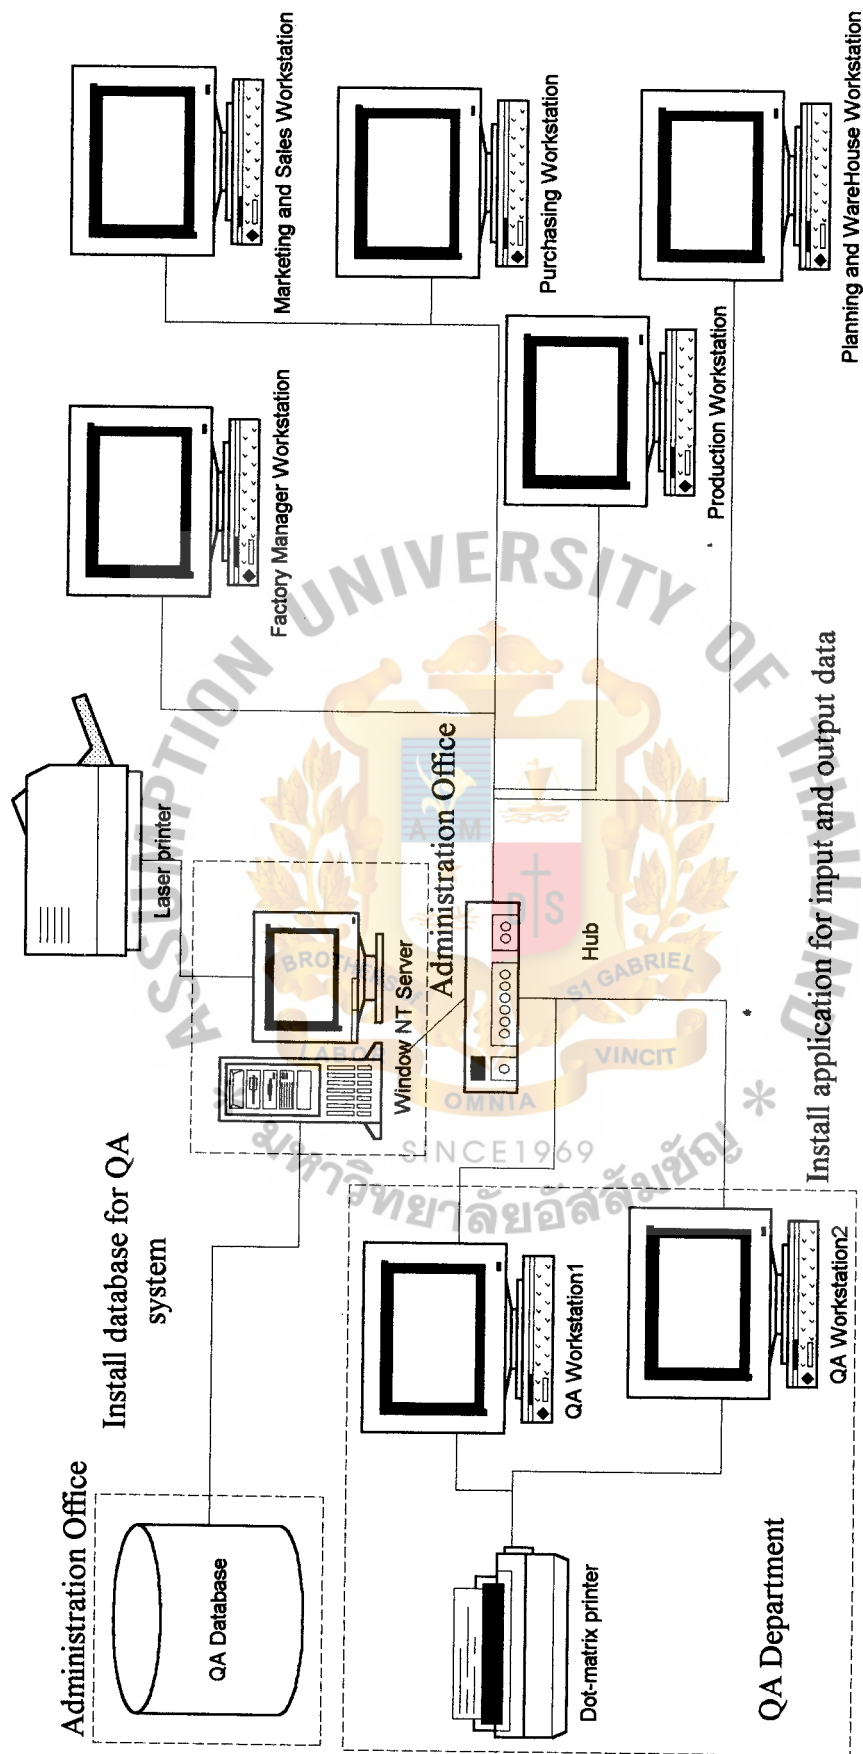 Administration Office
QA Database
Install database for QA
system
Laser printer
Window NT Server
Administration Office
Factory Manager Workstation
Marketing and Sales Workstation
Purchasing Workstation
Production Workstation
Planning and WareHouse Workstation
Hub
QA Workstation1
QA Workstation2
Dot-matrix printer
QA Department
Install application for input and output data
ASSUMPTION UNIVERSITY OF THAILAND
A M
D S
BROTHERS of
ST GABRIEL
LABOR
OMNIA
VINCIT
SINCE1969
มหาวิทยาลัยอัสสัมชัญ